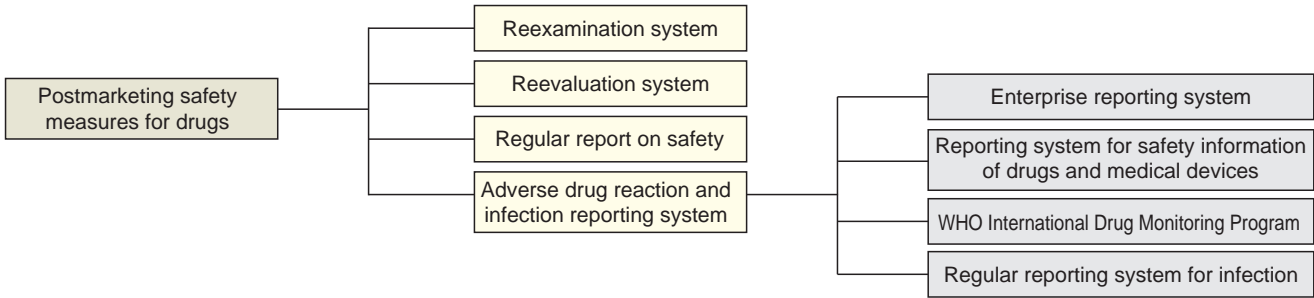 Postmarketing safety
measures for drugs
Reexamination system
Reevaluation system
Regular report on safety
Adverse drug reaction and
infection reporting system
Enterprise reporting system
Reporting system for safety information
of drugs and medical devices
WHO International Drug Monitoring Program
Regular reporting system for infection